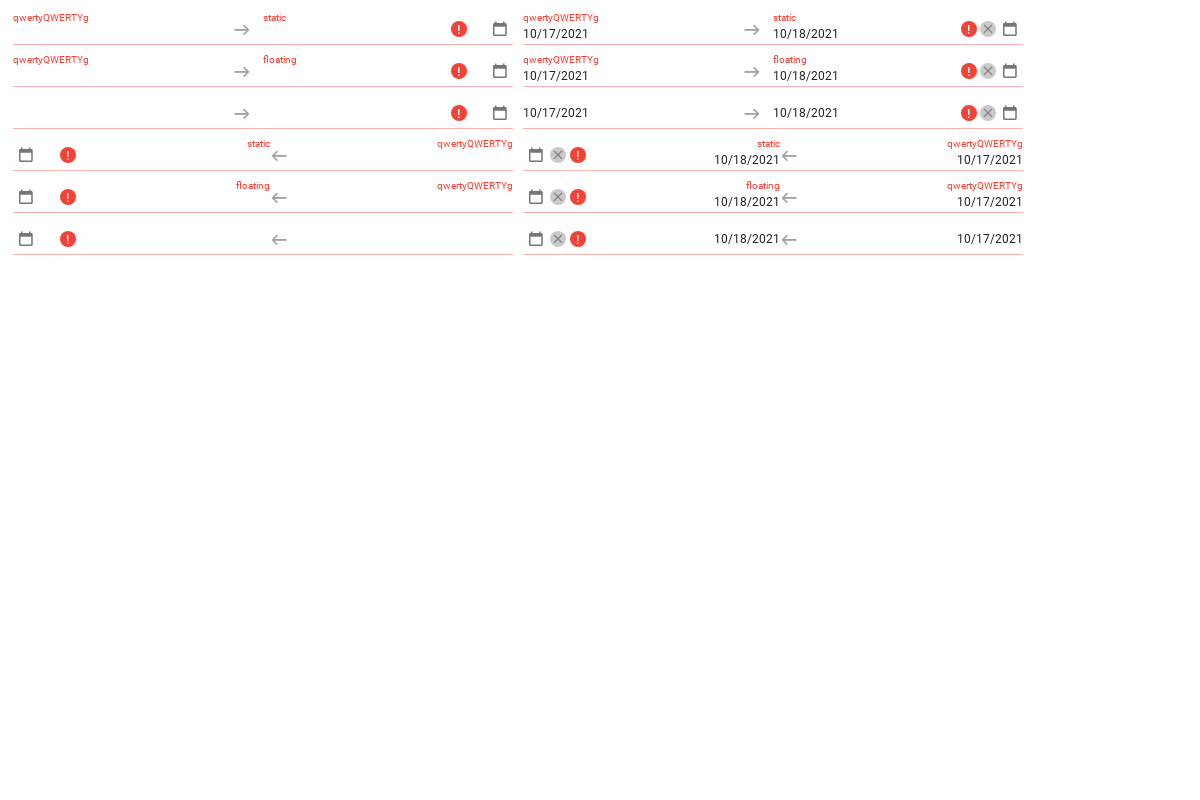 qwertyQWERTYg static qwertyQWERTYg static
10/17/2021 10/18/2021
qwertyQWERTYg floating qwertyQWERTYg floating
10/17/2021 10/18/2021
10/17/2021 10/18/2021
static qwertyQWERTYg static qwertyQWERTYg
10/18/2021 10/17/2021
floating qwertyQWERTYg floating qwertyQWERTYg
10/18/2021 10/17/2021
10/18/2021 10/17/2021